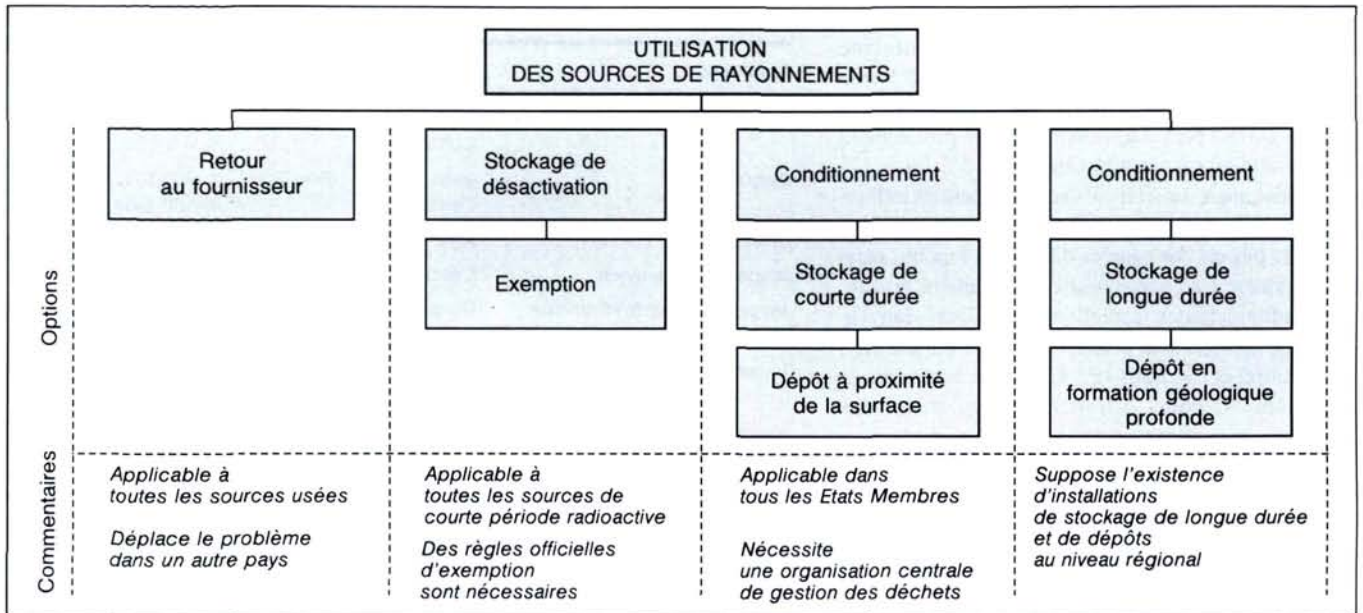 UTILISATION
DES SOURCES DE RAYONNEMENTS
Options
Retour
au fournisseur
Stockage de
désactivation
Exemption
Conditionnement
Stockage de
courte durée
Dépôt à proximité
de la surface
Conditionnement
Stockage de
longue durée
Dépôt en
formation géologique
profonde
Commentaires
Applicable à
toutes les sources usées
Déplace le problème
dans un autre pays
Applicable à
toutes les sources de
courte période radioactive
Des règles officielles
d'exemption
sont nécessaires
Applicable dans
tous les Etats Membres
Nécessite
une organisation centrale
de gestion des déchets
Suppose l'existence
d'installations
de stockage de longue durée
et de dépôts
au niveau régional